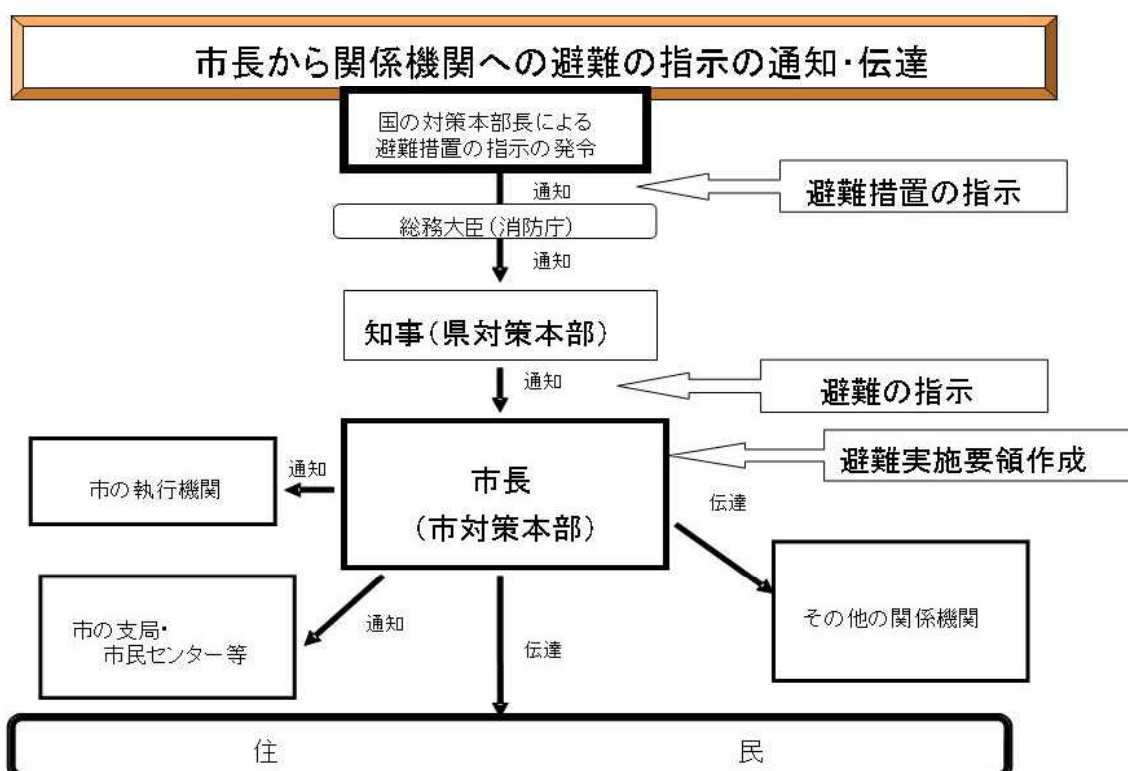 市長から関係機関への避難の指示の通知・伝達
国の対策本部長による
避難措置の指示の発令
通知
避難措置の指示
総務大臣(消防庁)
通知
知事(県対策本部)
通知
避難の指示
市長
(市対策本部)
避難実施要領作成
通知
市の執行機関
伝達
その他の関係機関
通知
市の支局・
市民センター等
伝達
住 民